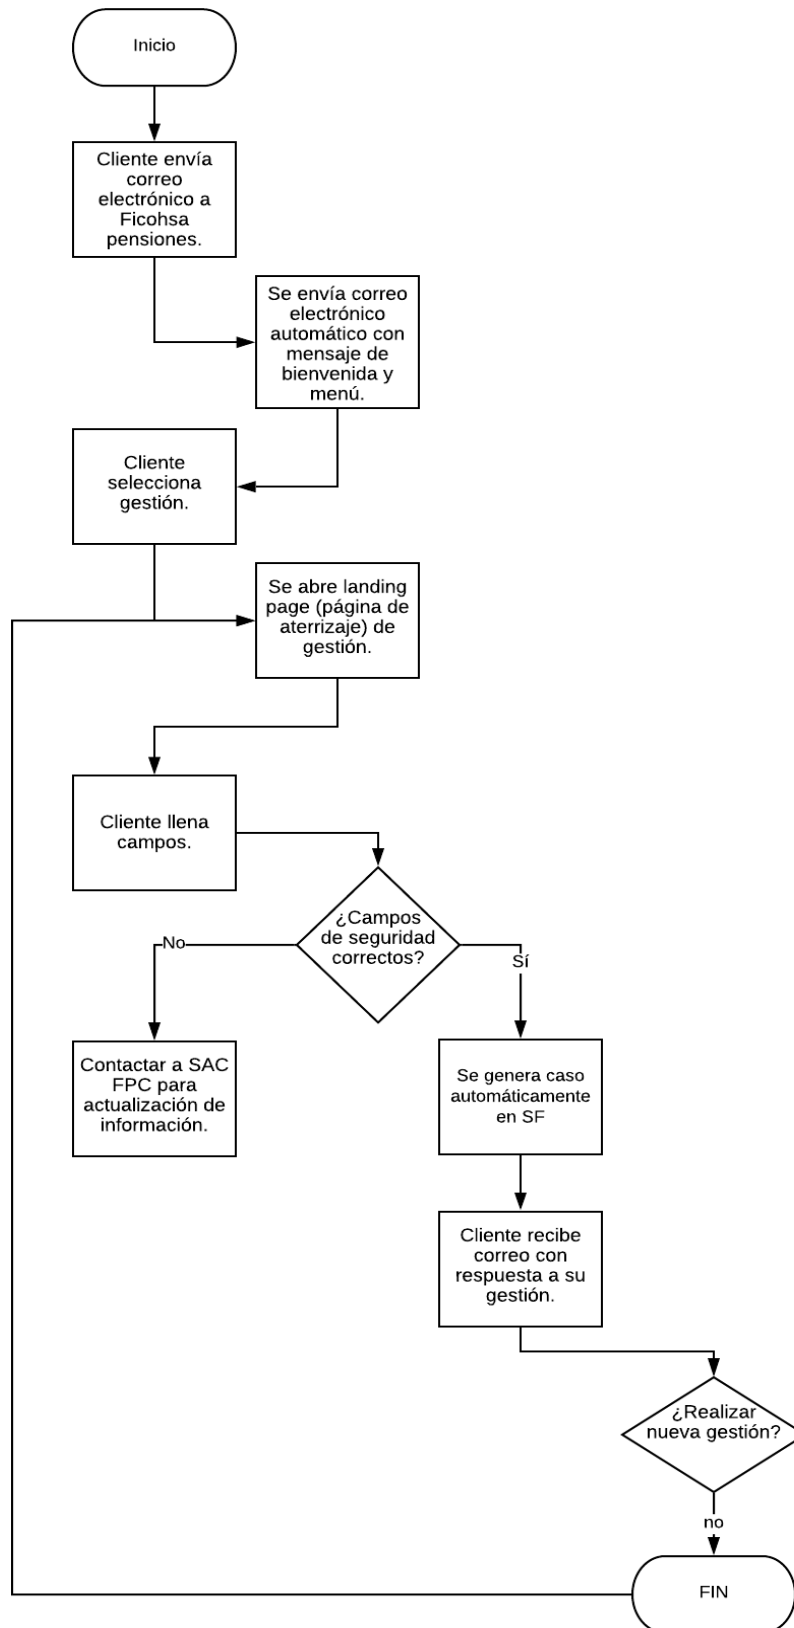 Inicio
Cliente envía
correo
electrónico a
Ficohsa
pensiones.
Se envía correo
electrónico
automático con
mensaje de
bienvenida y
menú.
Cliente
selecciona
gestión.
Se abre landing
page (página de
aterrizaje) de
gestión.
Cliente llena
campos.
¿Campos
de seguridad
correctos?
No
Sí
Contactar a SAC
FPC para
actualización de
información.
Se genera caso
automáticamente
en SF
Cliente recibe
correo con
respuesta a su
gestión.
¿Realizar
nueva gestión?
no
FIN